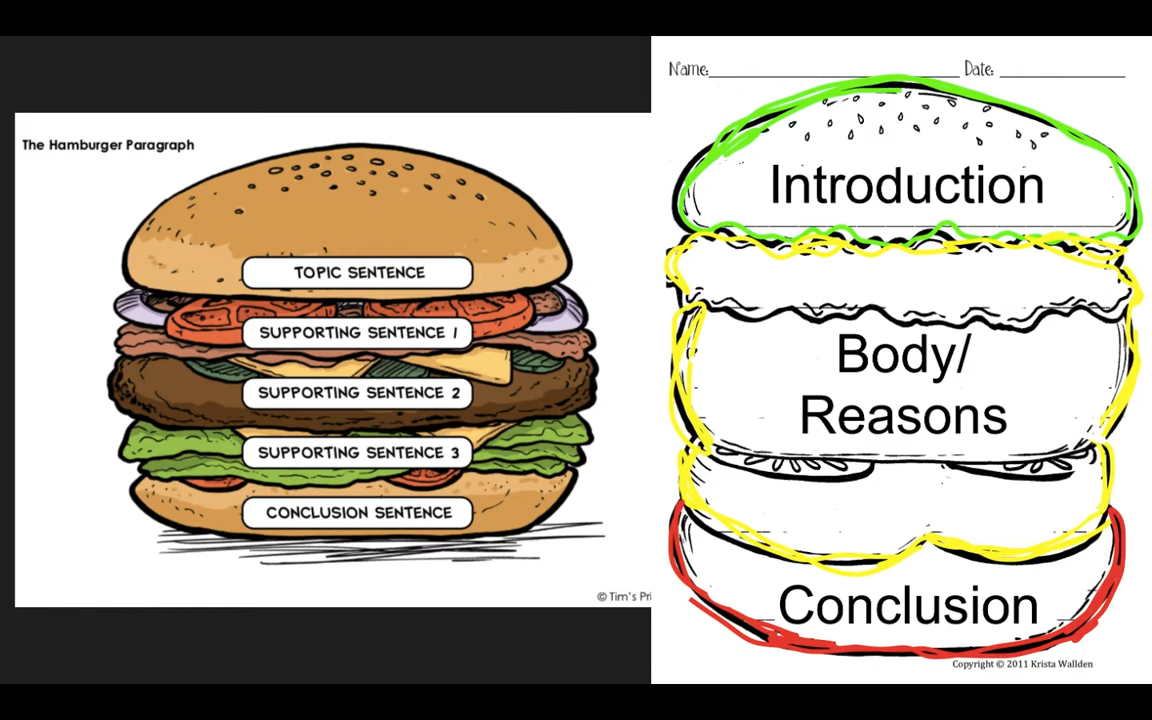 The Hamburger Paragraph
TOPIC SENTENCE
SUPPORTING SENTENCE 1
SUPPORTING SENTENCE 2
SUPPORTING SENTENCE 3
CONCLUSION SENTENCE
© Tim's Pri
Name: Date:
Introduction
Body/
Reasons
Conclusion
Copyright © 2011 Krista Wallden